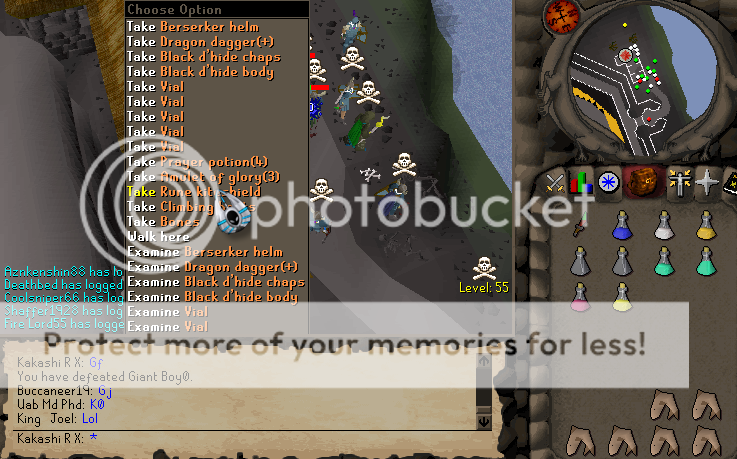 Choose Option
Take Berserker helm
Take Dragon dagger(+)
Take Black d'hide chaps
Take Black d'hide body
Take Vial
Take Vial
Take Vial
Take Vial
Take Vial
Take Prayer potion(4)
Take Amulet of glory(3)
Take Rune kiteshield
Take Climbing
Take Bones
Walk here
Examine Berserker helm
Examine Dragon dagger(+)
Examine Black d'hide chaps
Examine Black d'hide body
Examine Vial
Examine Vial
photobucket
Protect more of your memories for less!
Level: 55
Aznkenshin33 has lo
Deathbed has logged
Coolsniper66 has log
Shaffer1428 has log
Fire Lord55 has logge
Kakashi R X: Gf
You have defeated Giant Boy0.
Buccaneer19: Gj
Uab Md Phd: K0
King Joel: Lol
Kakashi R X: *